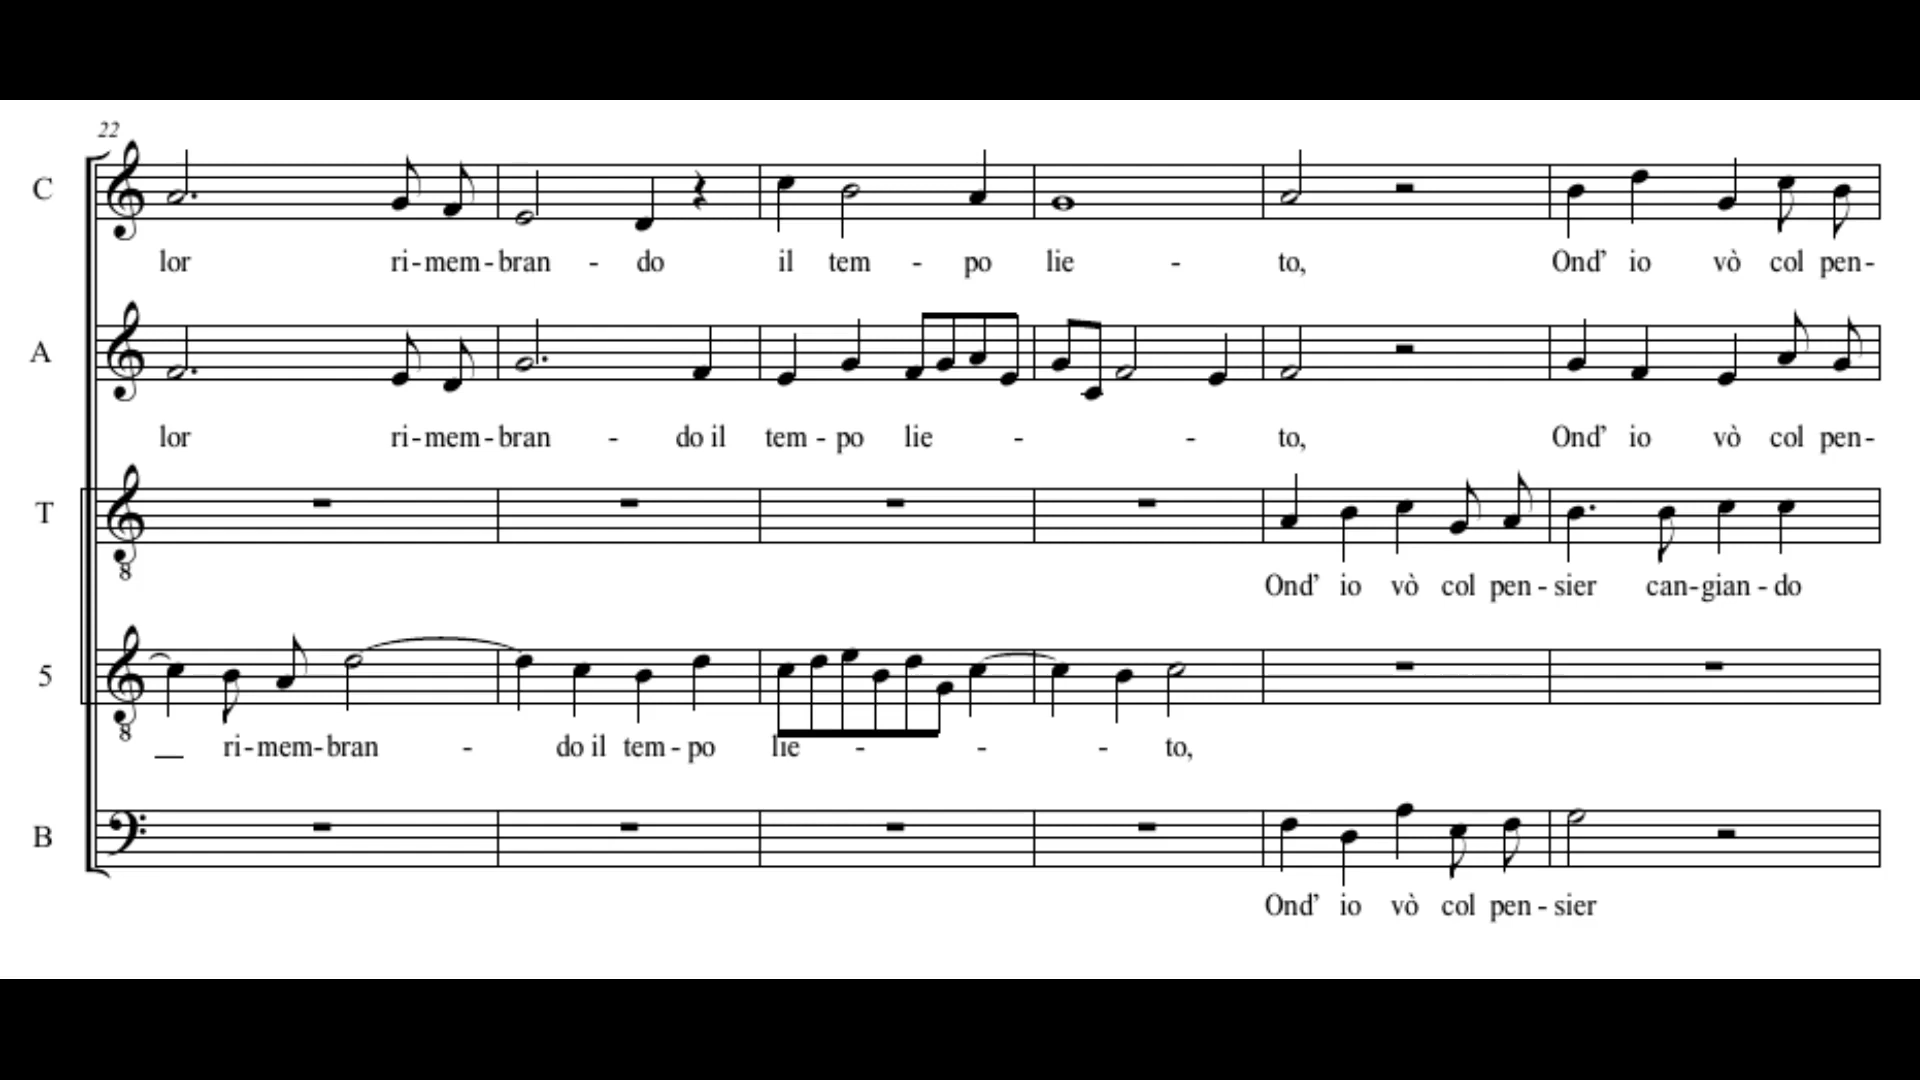 22
C
lor ri-mem-bran - do il tem - po lie - to, Ond’ io vò col pen-
A
lor ri-mem-bran - do il tem - po lie - - to, Ond’ io vò col pen-
T
8
Ond’ io vò col pen - sier can-gian - do
5
8
__ ri-mem-bran - do il tem - po lie - - - to,
B
Ond’ io vò col pen - sier